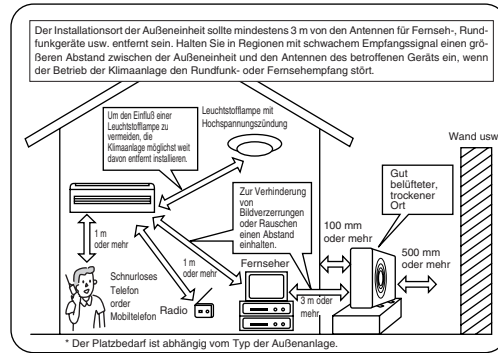 Der Installationsort der Außeneinheit sollte mindestens 3 m von den Antennen für Fernseh-, Rund-
funkgeräte usw. entfernt sein. Halten Sie in Regionen mit schwachem Empfangssignal einen grö-
ßeren Abstand zwischen der Außeneinheit und den Antennen des betroffenen Geräts ein, wenn
der Betrieb der Klimaanlage den Rundfunk- oder Fernsehempfang stört.
Um den Einfluß einer
Leuchtstofflampe zu
vermeiden, die
Klimaanlage möglichst weit
davon entfernt installieren.
Leuchtstofflampe mit
Hochspannungszündung
Wand usw.
Zur Verhinderung
von
Bildverzerrungen
oder Rauschen
einen Abstand
einhalten.
Gut
belüfteter,
trockener
Ort
1 m
oder mehr
1 m
oder mehr
100 mm
oder mehr
500 mm
oder mehr
Schnurloses
Telefon
order
Mobiltelefon
Radio
Fernseher
3 m oder
mehr
* Der Platzbedarf ist abhängig vom Typ der Außenanlage.